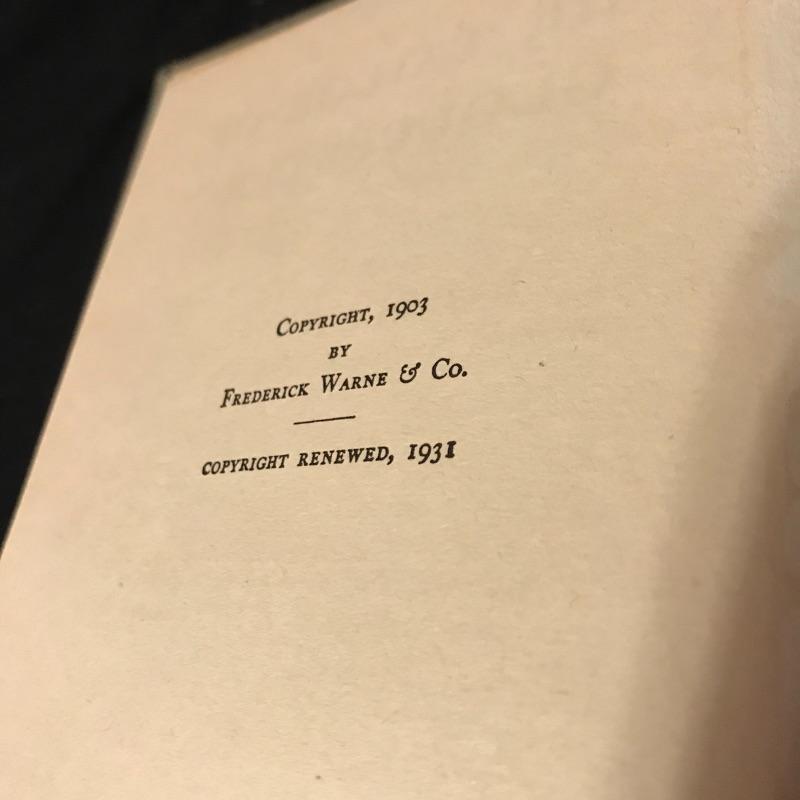 COPYRIGHT, 1903
BY
FREDERICK WARNE & CO.
COPYRIGHT RENEWED, 1931